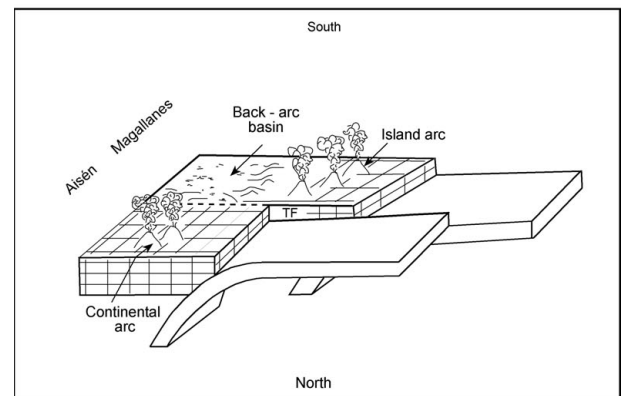 South
Magallanes
Aisén
Back - arc
basin
Island arc
TF
Continental
arc
North